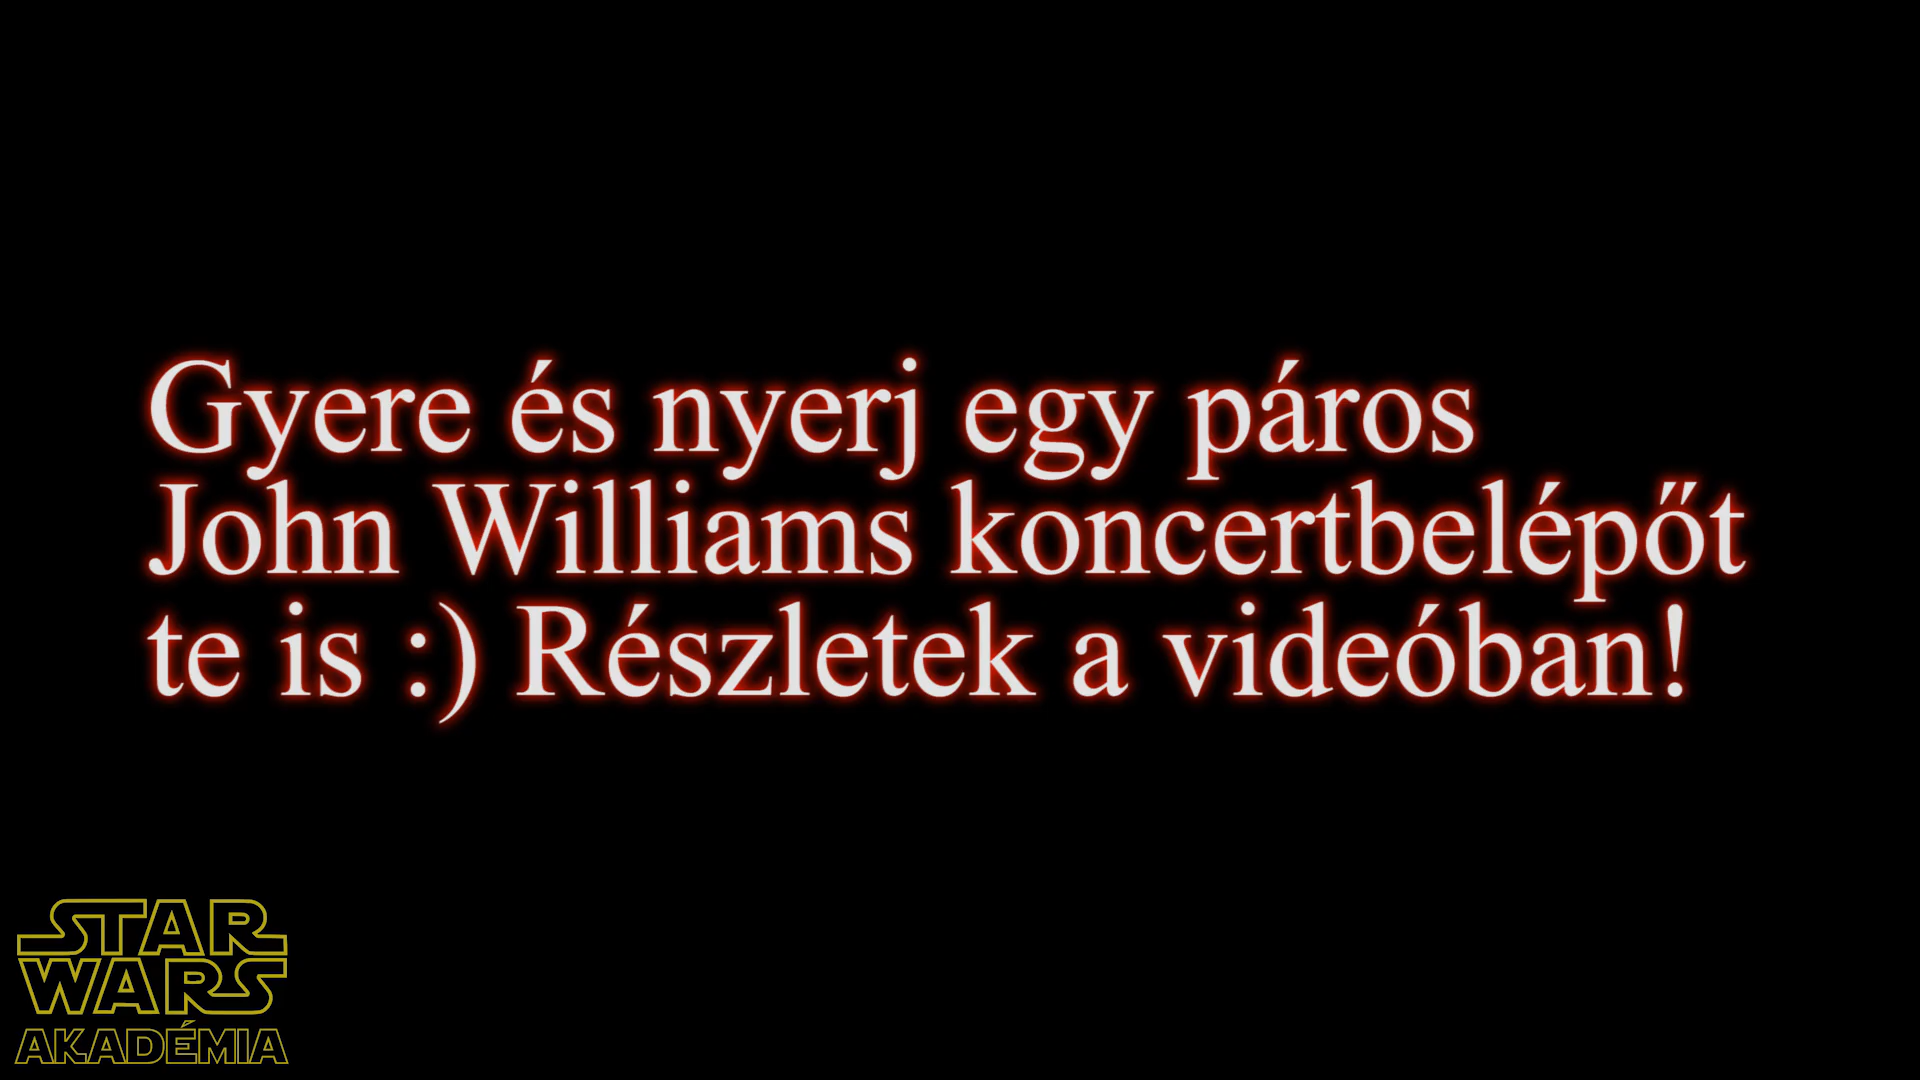 Gyere és nyerj egy páros
John Williams koncertbelépőt
te is :) Részletek a videóban!
STAR
WARS
AKADÉMIA